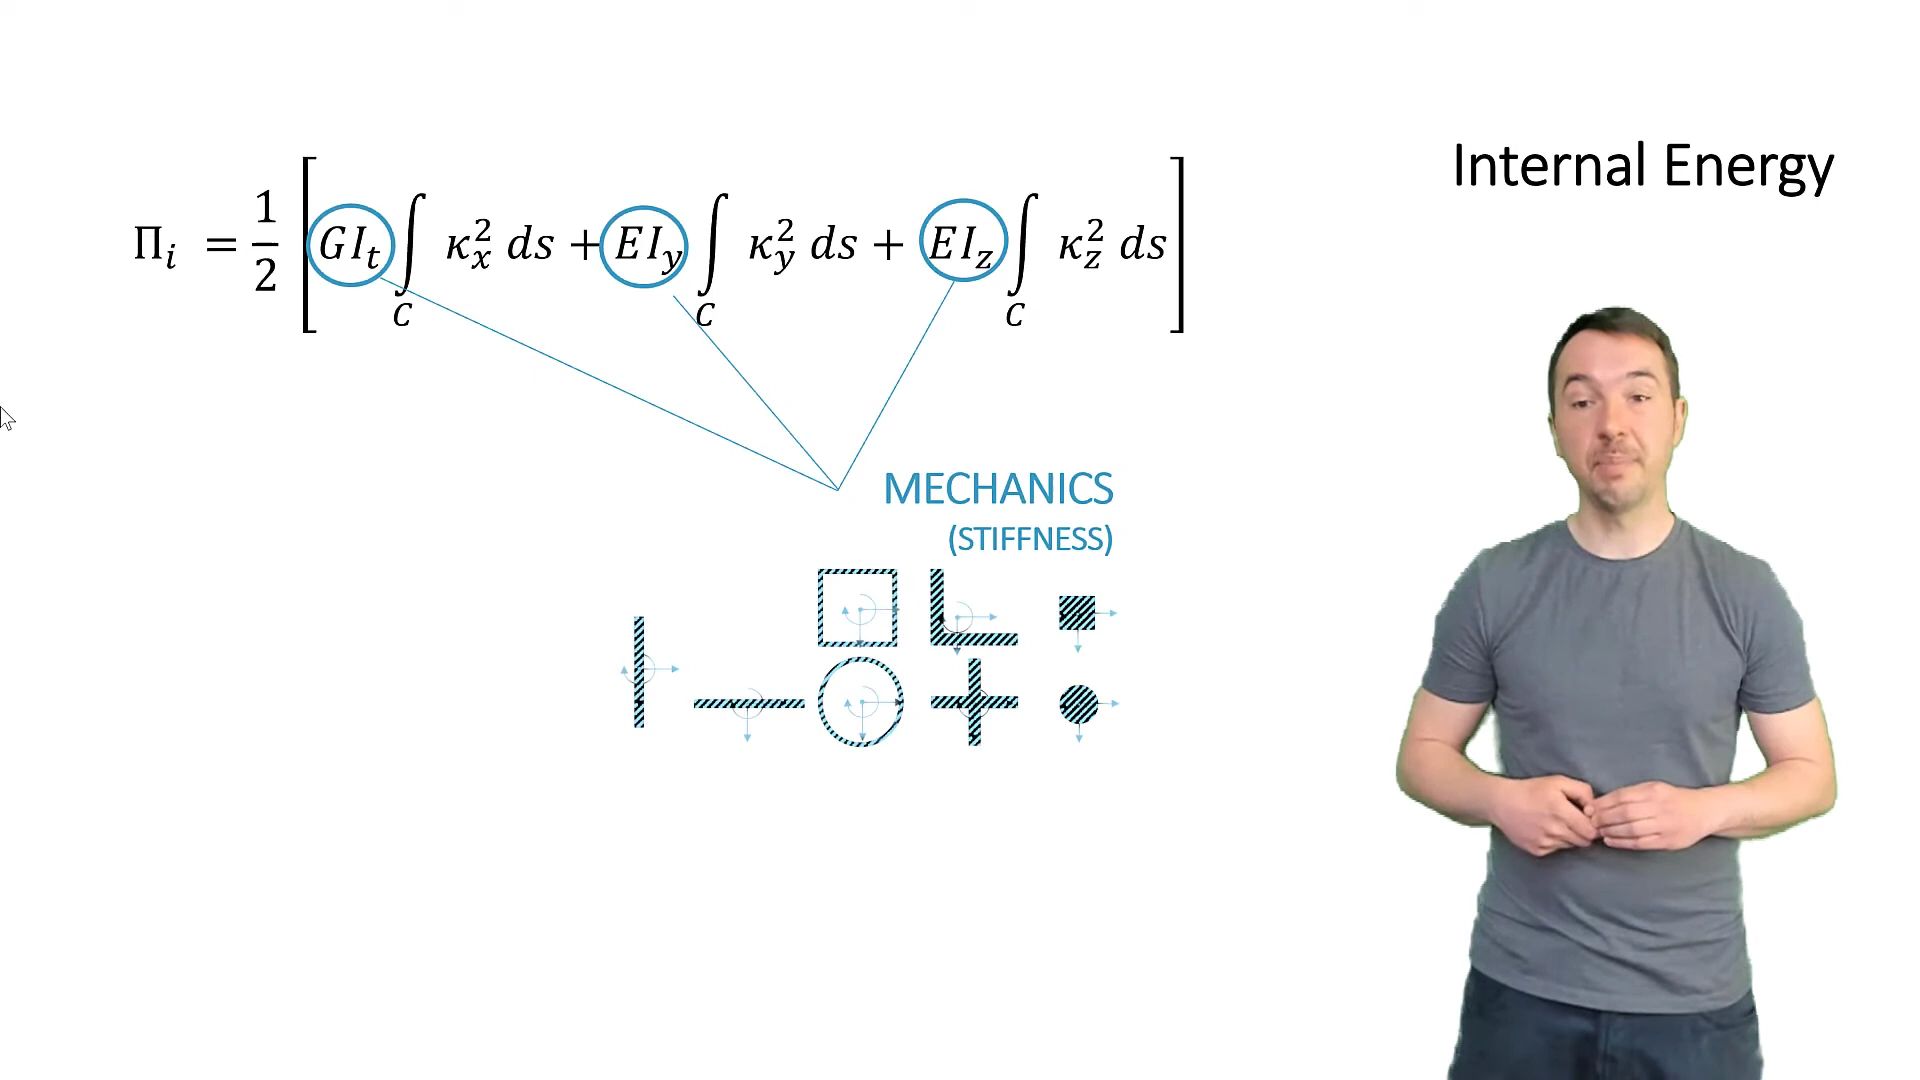 Internal Energy
Π_i = 1/2 [ GI_t ∫_C κ_x^2 ds + EI_y ∫_C κ_y^2 ds + EI_z ∫_C κ_z^2 ds ]
MECHANICS
(STIFFNESS)